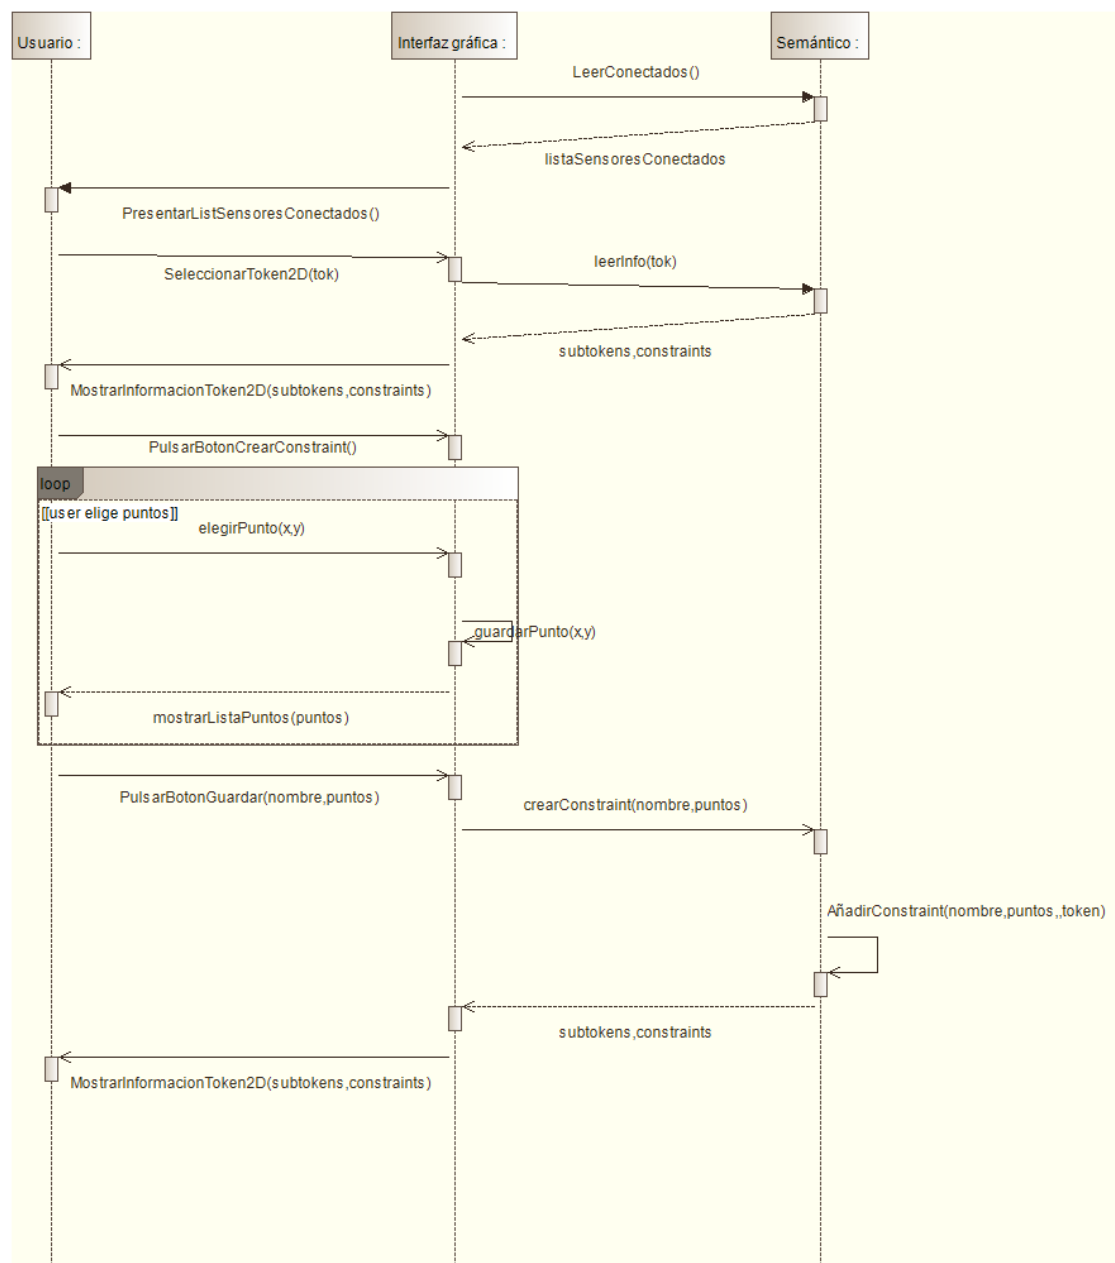 Usuario :
Interfaz gráfica :
Semántico :
LeerConectados()
listaSensoresConectados
PresentarListSensoresConectados()
SeleccionarToken2D(tok)
leerInfo(tok)
subtokens,constraints
MostrarInformacionToken2D(subtokens,constraints)
PulsarBotonCrearConstraint()
loop
[[user elige puntos]]
elegirPunto(x,y)
guardarPunto(x,y)
mostrarListaPuntos(puntos)
PulsarBotonGuardar(nombre,puntos)
crearConstraint(nombre,puntos)
AñadirConstraint(nombre,puntos,,token)
subtokens,constraints
MostrarInformacionToken2D(subtokens,constraints)